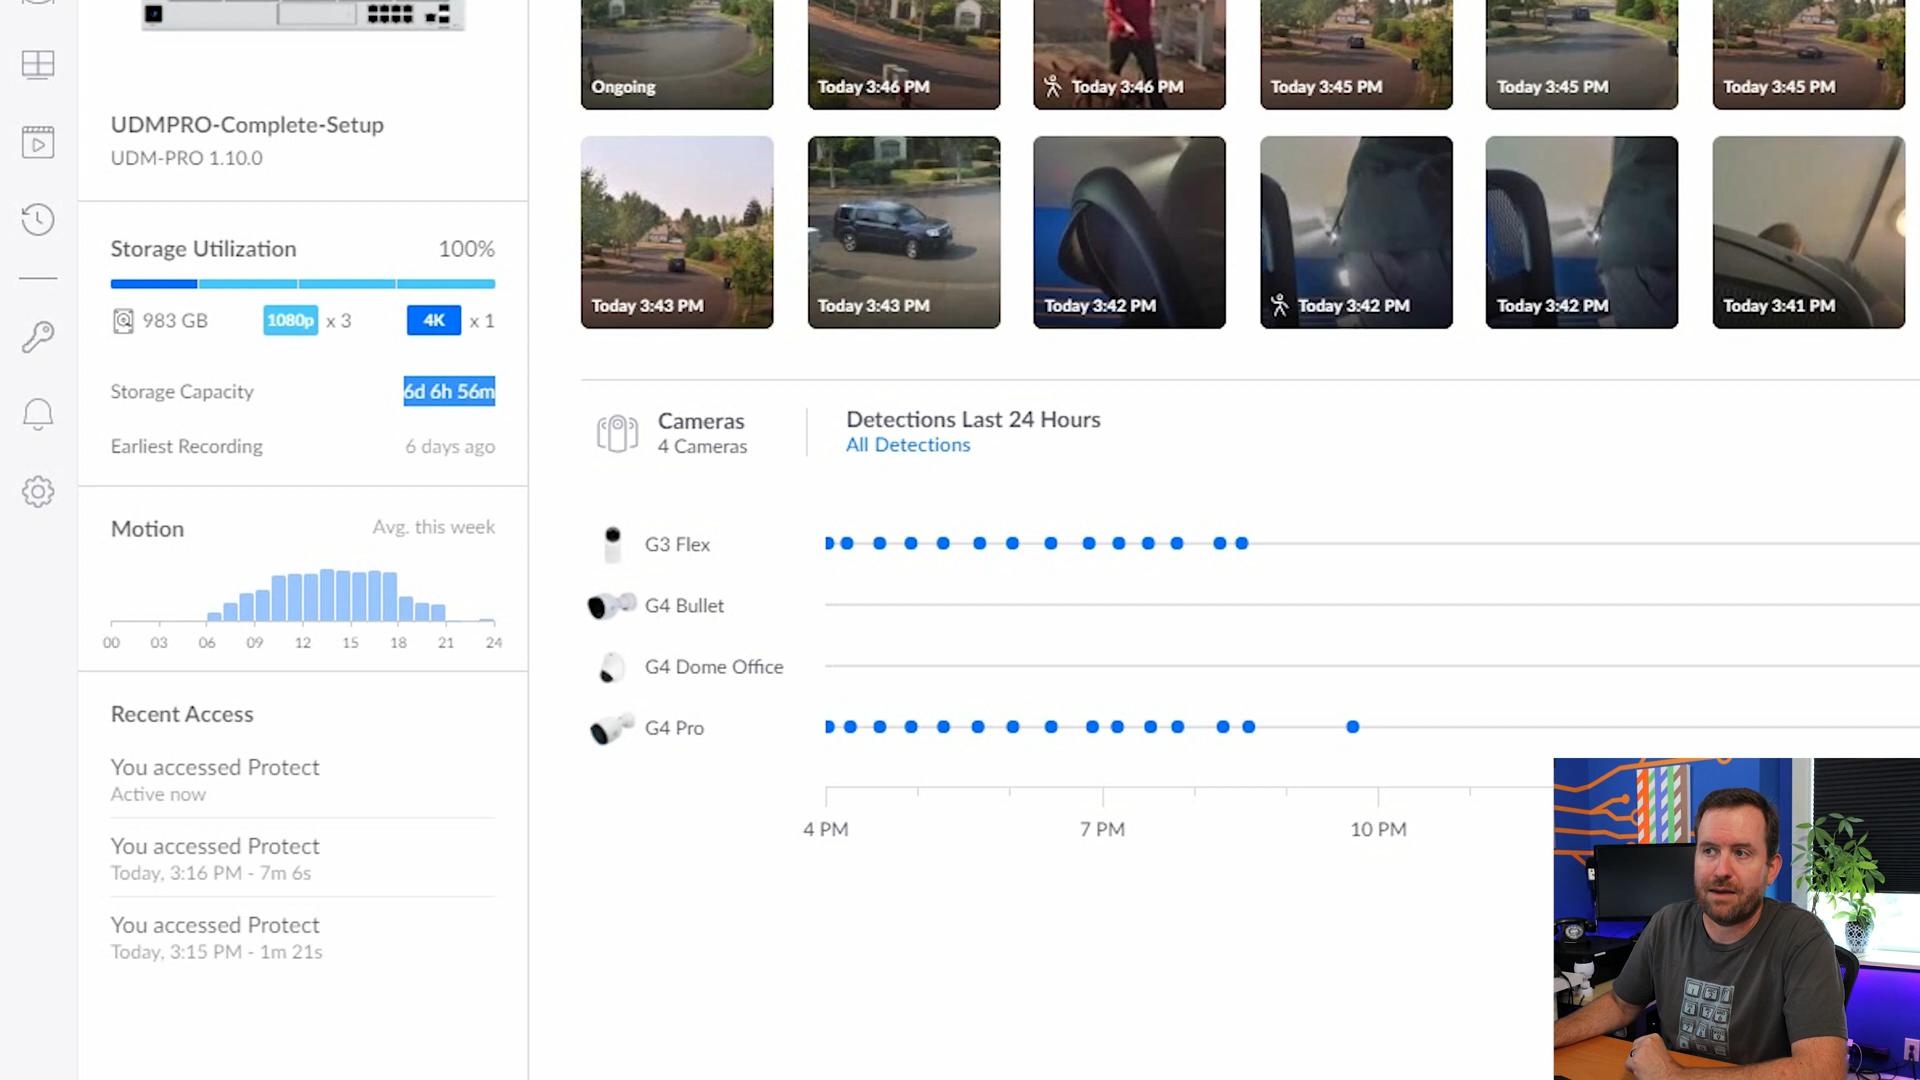 Ongoing
Today 3:46 PM
Today 3:46 PM
Today 3:45 PM
Today 3:45 PM
Today 3:45 PM
UDMPRO-Complete-Setup
UDM-PRO 1.10.0
Storage Utilization 100%
983 GB 1080p x 3 4K x 1
Storage Capacity 6d 6h 56m
Earliest Recording 6 days ago
Today 3:43 PM
Today 3:43 PM
Today 3:42 PM
Today 3:42 PM
Today 3:42 PM
Today 3:41 PM
Cameras
4 Cameras
Detections Last 24 Hours
All Detections
Motion Avg. this week
00 03 06 09 12 15 18 21 24
G3 Flex
G4 Bullet
G4 Dome Office
G4 Pro
4 PM 7 PM 10 PM
Recent Access
You accessed Protect
Active now
You accessed Protect
Today, 3:16 PM - 7m 6s
You accessed Protect
Today, 3:15 PM - 1m 21s